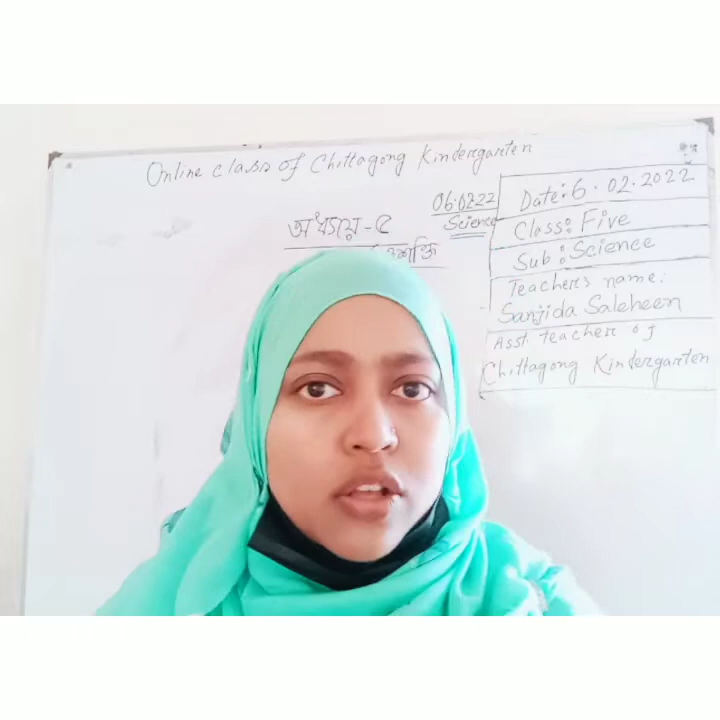 Online class of Chittagong Kindergarten
06.02.22
Science
অধ্যায়-৫
শক্তি
Date: 6.02.2022
Class: Five
Sub: Science
Teacher's name:
Sanjida Saleheen
Asst. teacher of
Chittagong Kindergarten